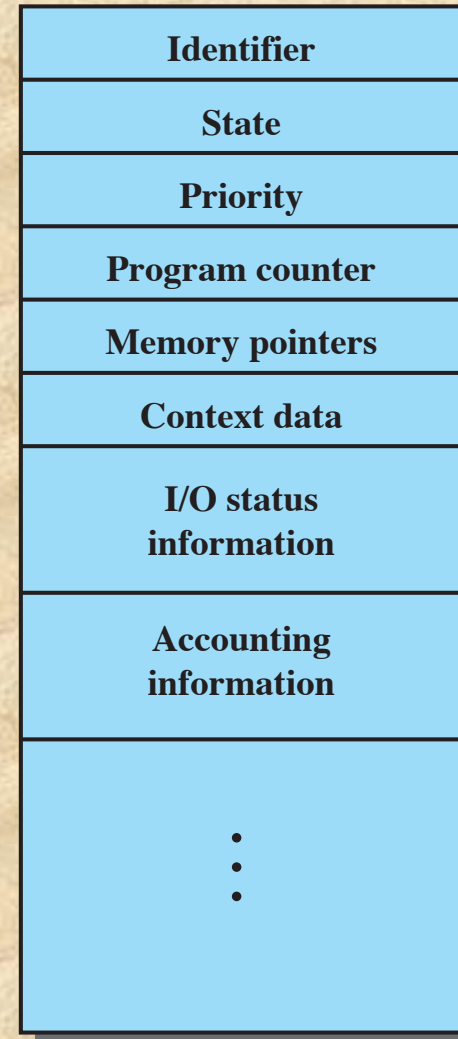 Identifier
State
Priority
Program counter
Memory pointers
Context data
I/O status
information
Accounting
information